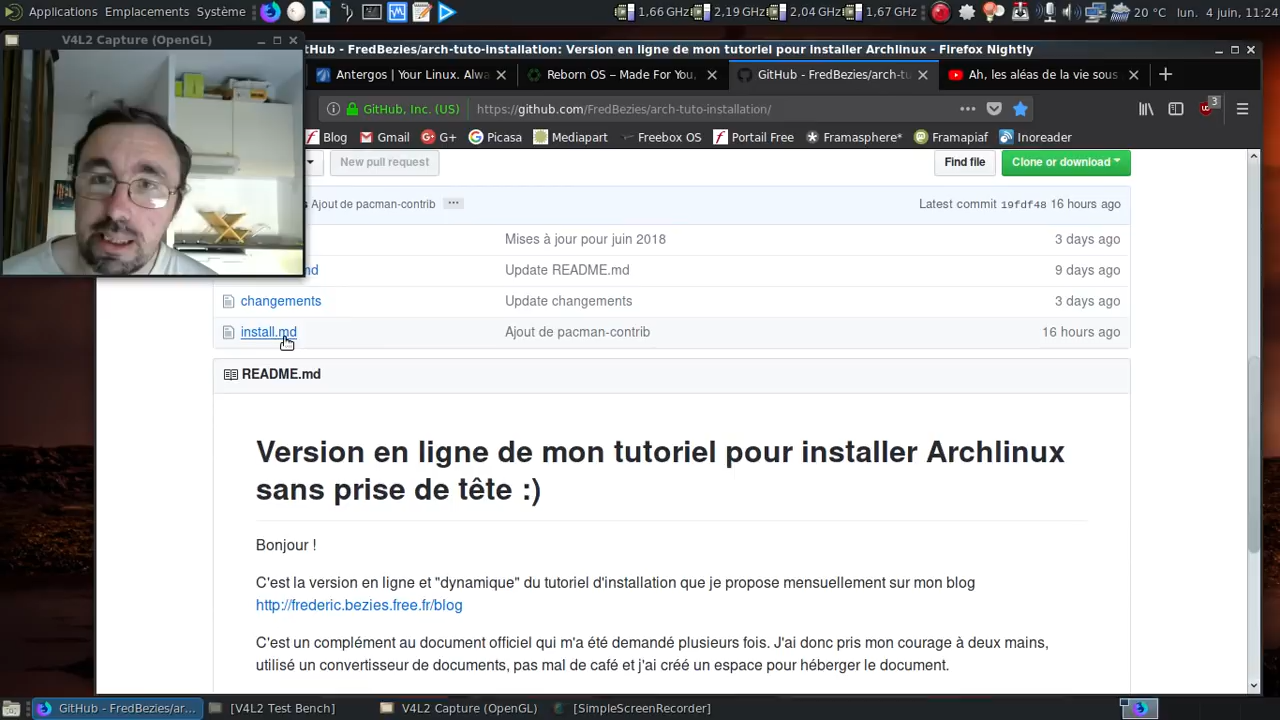 Applications Emplacements Système
1,66 GHz 2,19 GHz 2,04 GHz 1,67 GHz 20 °C lun. 4 juin, 11:24
V4L2 Capture (OpenGL)
tHub - FredBezies/arch-tuto-installation: Version en ligne de mon tutoriel pour installer Archlinux - Firefox Nightly
Antergos | Your Linux. Alwa
Reborn OS – Made For You,
GitHub - FredBezies/arch-tu
Ah, les aléas de la vie sous
GitHub, Inc. (US) https://github.com/FredBezies/arch-tuto-installation/ 3
Blog Gmail G+ Picasa Mediapart Freebox OS Portail Free Framasphere* Framapiaf Inoreader
New pull request Find file Clone or download
Ajout de pacman-contrib Latest commit 19fdf48 16 hours ago
Mises à jour pour juin 2018 3 days ago
Update README.md 9 days ago
changements Update changements 3 days ago
install.md Ajout de pacman-contrib 16 hours ago
README.md
Version en ligne de mon tutoriel pour installer Archlinux
sans prise de tête :)
Bonjour !
C'est la version en ligne et "dynamique" du tutoriel d'installation que je propose mensuellement sur mon blog
http://frederic.bezies.free.fr/blog
C'est un complément au document officiel qui m'a été demandé plusieurs fois. J'ai donc pris mon courage à deux mains,
utilisé un convertisseur de documents, pas mal de café et j'ai créé un espace pour héberger le document.
GitHub - FredBezies/ar... [V4L2 Test Bench] V4L2 Capture (OpenGL) [SimpleScreenRecorder]